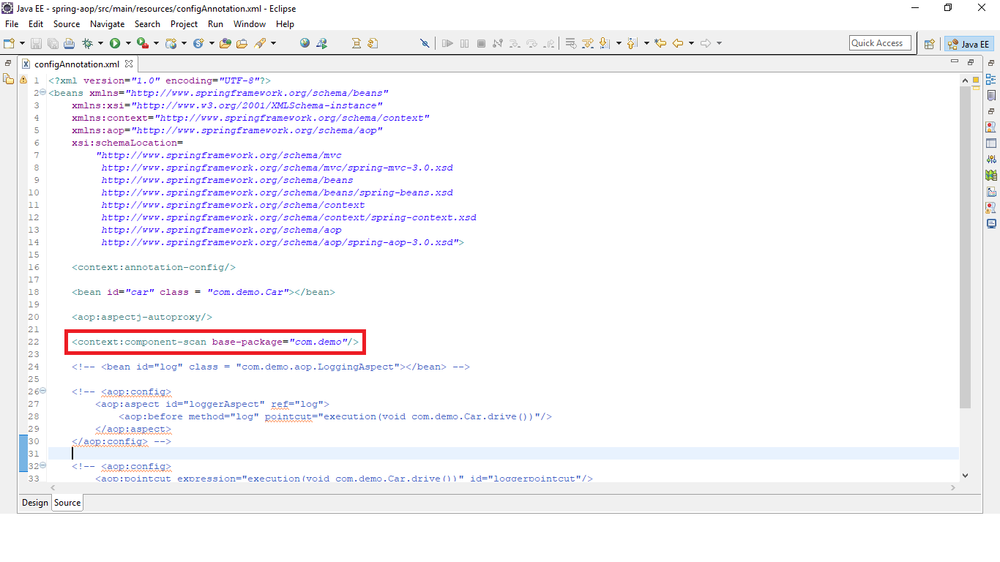 Java EE - spring-aop/src/main/resources/configAnnotation.xml - Eclipse
File Edit Source Navigate Search Project Run Window Help
Quick Access
Java EE
configAnnotation.xml
1 <?xml version="1.0" encoding="UTF-8"?>
2 <beans xmlns="http://www.springframework.org/schema/beans"
3 xmlns:xsi="http://www.w3.org/2001/XMLSchema-instance"
4 xmlns:context="http://www.springframework.org/schema/context"
5 xmlns:aop="http://www.springframework.org/schema/aop"
6 xsi:schemaLocation=
7 "http://www.springframework.org/schema/mvc
8 http://www.springframework.org/schema/mvc/spring-mvc-3.0.xsd
9 http://www.springframework.org/schema/beans
10 http://www.springframework.org/schema/beans/spring-beans.xsd
11 http://www.springframework.org/schema/context
12 http://www.springframework.org/schema/context/spring-context.xsd
13 http://www.springframework.org/schema/aop
14 http://www.springframework.org/schema/aop/spring-aop-3.0.xsd">
15
16 <context:annotation-config/>
17
18 <bean id="car" class = "com.demo.Car"></bean>
19
20 <aop:aspectj-autoproxy/>
21
22 <context:component-scan base-package="com.demo"/>
23
24 <!-- <bean id="log" class = "com.demo.aop.LoggingAspect"></bean> -->
25
26 <!-- <aop:config>
27 <aop:aspect id="loggerAspect" ref="log">
28 <aop:before method="log" pointcut="execution(void com.demo.Car.drive())"/>
29 </aop:aspect>
30 </aop:config> -->
31
32 <!-- <aop:config>
33 <aop:pointcut expression="execution(void com.demo.Car.drive())" id="loggerpointcut"/>
Design Source